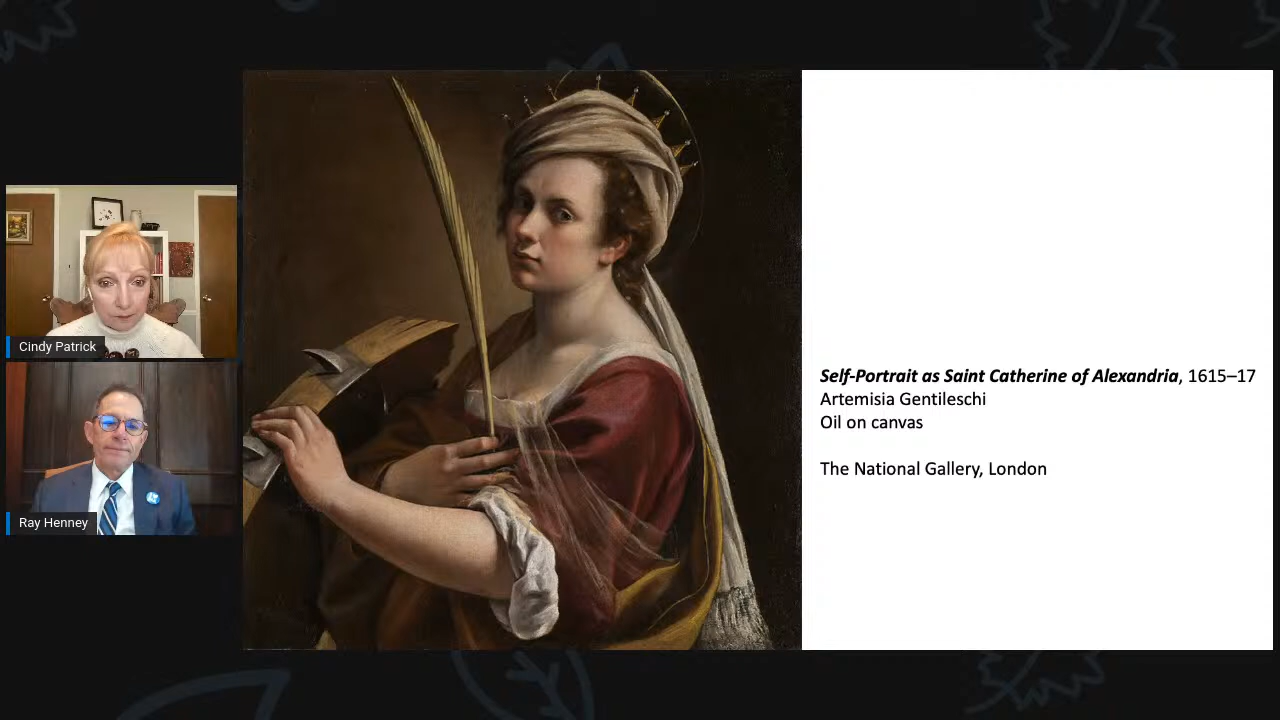 Cindy Patrick
Ray Henney
Self-Portrait as Saint Catherine of Alexandria, 1615–17
Artemisia Gentileschi
Oil on canvas
The National Gallery, London